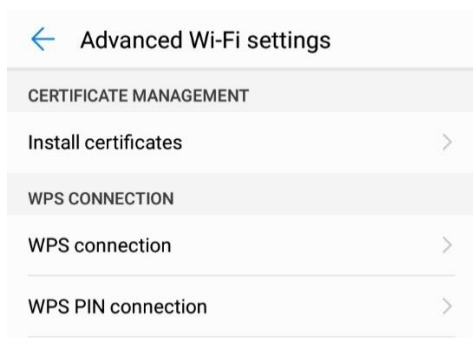 Advanced Wi-Fi settings
CERTIFICATE MANAGEMENT
Install certificates
WPS CONNECTION
WPS connection
WPS PIN connection